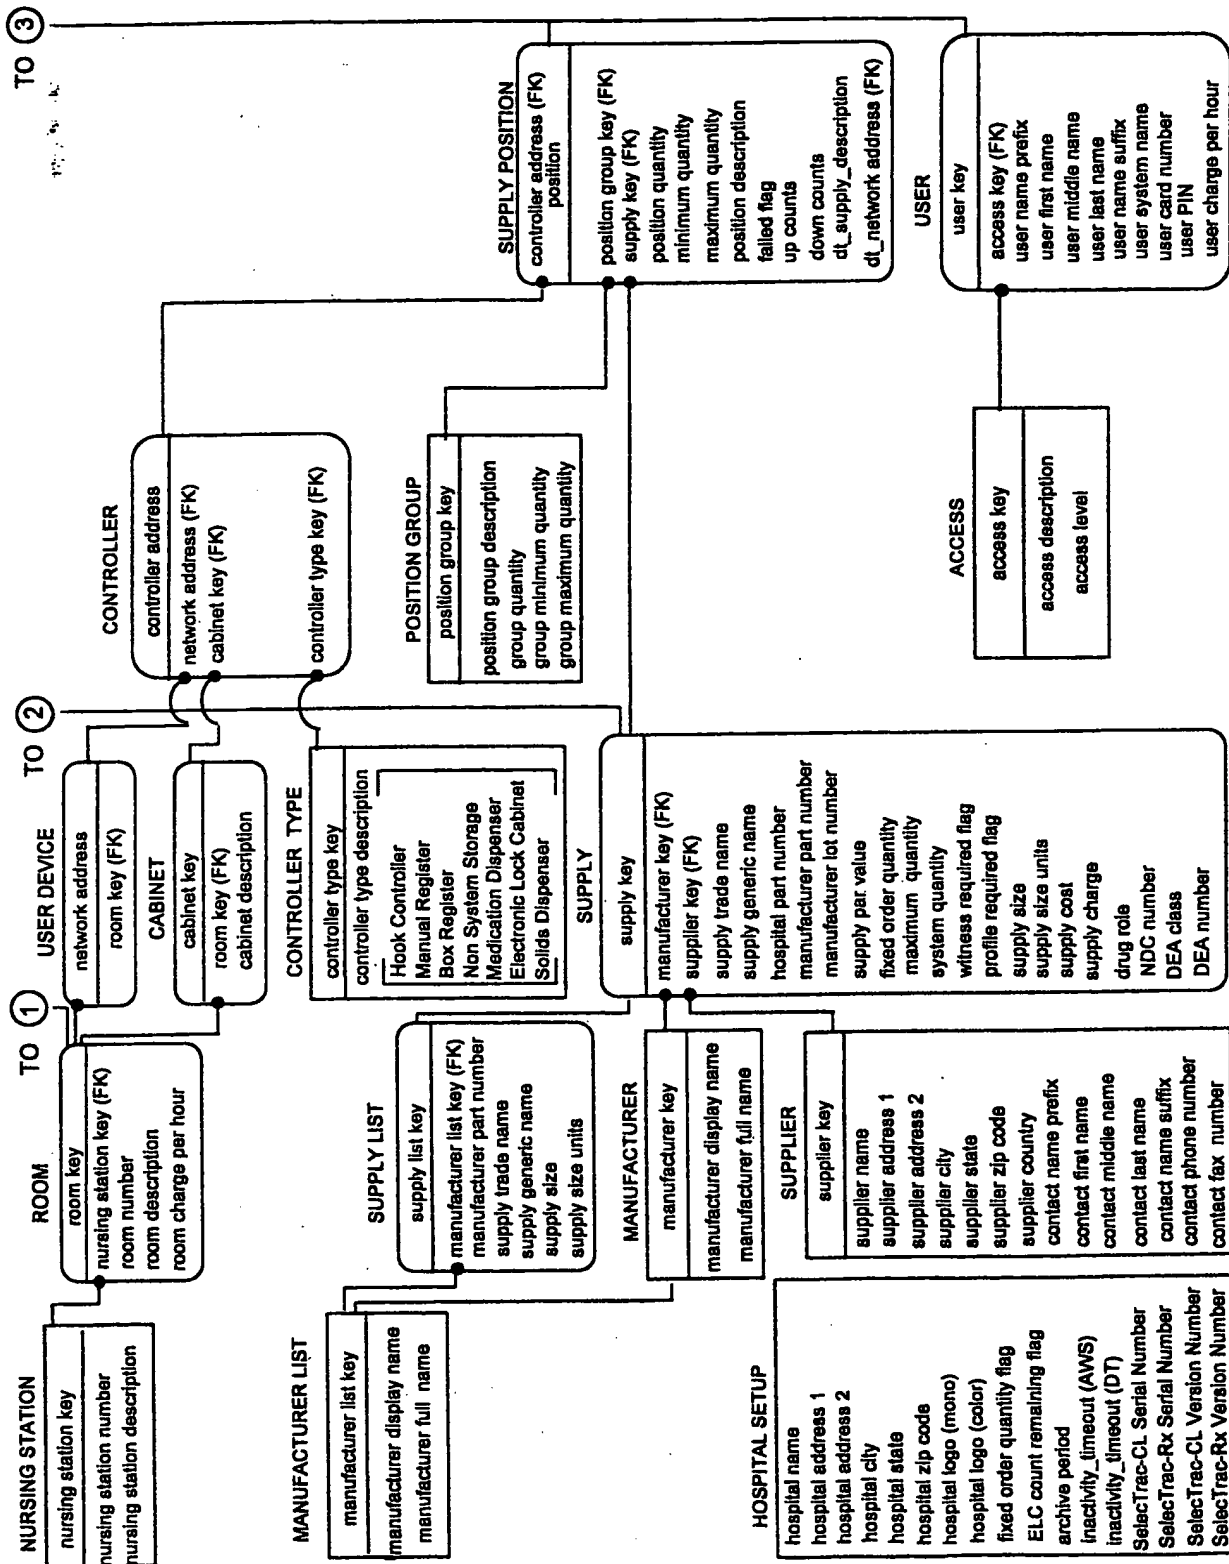 NURSING STATION
nursing station key
nursing station number
nursing station description
ROOM
room key
nursing station key (FK)
room number
room description
room charge per hour
TO 1
USER DEVICE
network address
room key (FK)
CABINET
cabinet key
room key (FK)
cabinet description
TO 2
CONTROLLER
controller address
network address (FK)
cabinet key (FK)
controller type key (FK)
CONTROLLER TYPE
controller type key
controller type description
Hook Controller
Manual Register
Box Register
Non System Storage
Medication Dispenser
Electronic Lock Cabinet
Solids Dispenser
POSITION GROUP
position group key
position group description
group quantity
group minimum quantity
group maximum quantity
TO 3
SUPPLY POSITION
controller address (FK)
position
position group key (FK)
supply key (FK)
position quantity
minimum quantity
maximum quantity
position description
failed flag
up counts
down counts
dt_supply_description
dt_network address (FK)
MANUFACTURER LIST
manufacturer list key
manufacturer display name
manufacturer full name
SUPPLY LIST
supply list key
manufacturer list key (FK)
manufacturer part number
supply trade name
supply generic name
supply size
supply size units
MANUFACTURER
manufacturer key
manufacturer display name
manufacturer full name
SUPPLY
supply key
manufacturer key (FK)
supplier key (FK)
supply trade name
supply generic name
hospital part number
manufacturer part number
manufacturer lot number
supply par value
fixed order quantity
maximum quantity
system quantity
witness required flag
profile required flag
supply size
supply size units
supply cost
supply charge
drug role
NDC number
DEA class
DEA number
SUPPLIER
supplier key
supplier name
supplier address 1
supplier address 2
supplier city
supplier state
supplier zip code
supplier country
contact name prefix
contact first name
contact middle name
contact last name
contact name suffix
contact phone number
contact fax number
ACCESS
access key
access description
access level
USER
user key
access key (FK)
user name prefix
user first name
user middle name
user last name
user name suffix
user system name
user card number
user PIN
user charge per hour
HOSPITAL SETUP
hospital name
hospital address 1
hospital address 2
hospital city
hospital state
hospital zip code
hospital logo (mono)
hospital logo (color)
fixed order quantity flag
ELC count remaining flag
archive period
inactivity_timeout (AWS)
inactivity_timeout (DT)
SelecTrac-CL Serial Number
SelecTrac-Rx Serial Number
SelecTrac-CL Version Number
SelecTrac-Rx Version Number